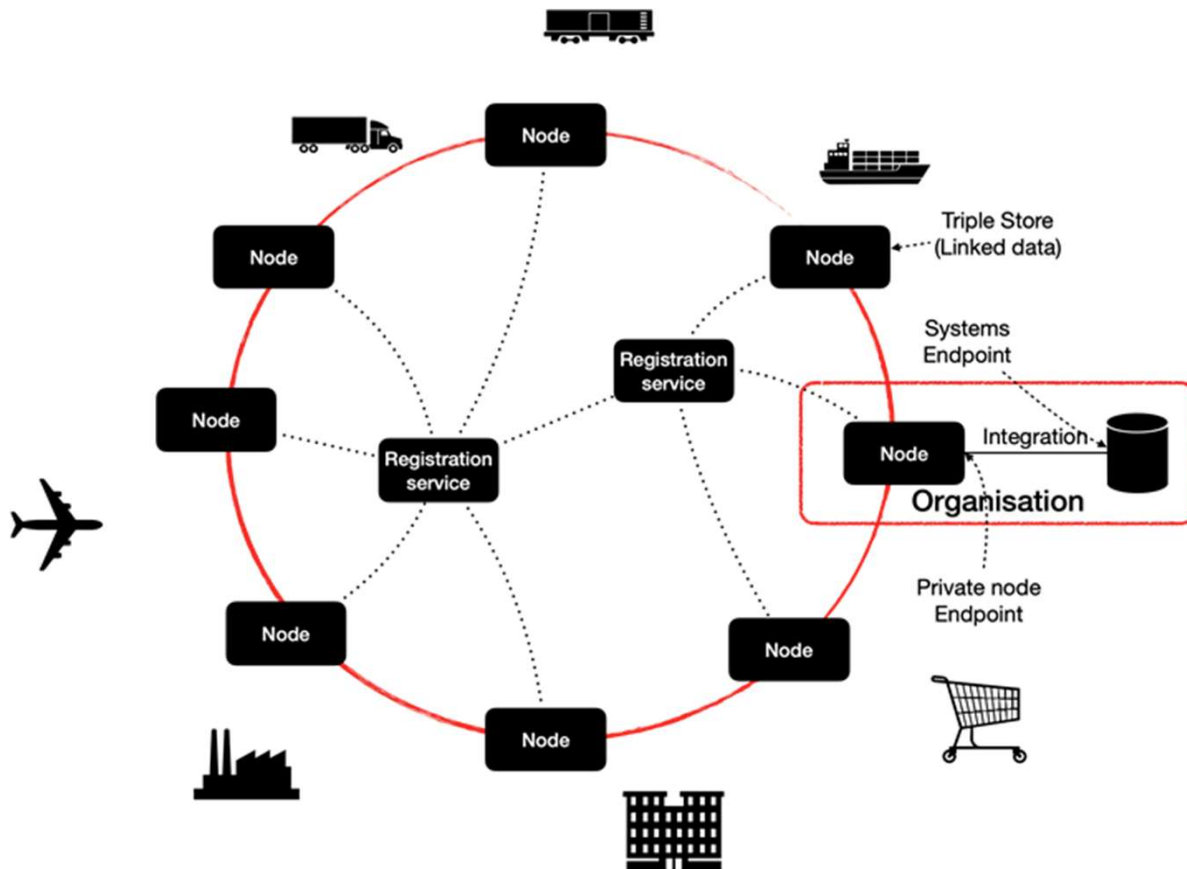 Node
Node
Triple Store
(Linked data)
Node
Node
Systems
Endpoint
Registration
service
Node
Integration
Registration
service
Node
Organisation
Private node
Endpoint
Node
Node
Node